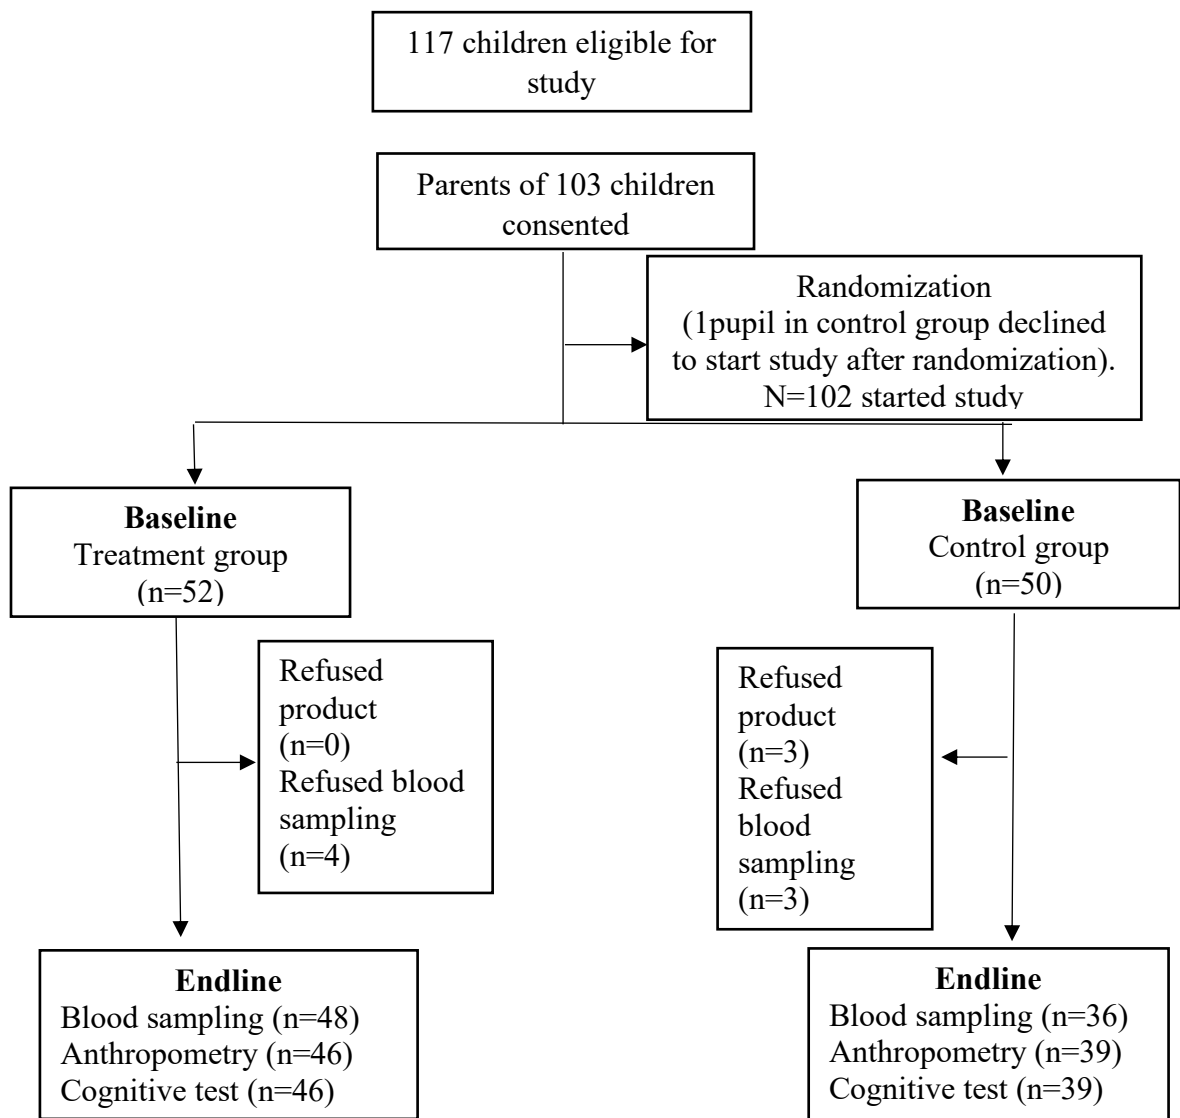 117 children eligible for
study
Parents of 103 children
consented
Randomization
(1pupil in control group declined
to start study after randomization).
N=102 started study
Baseline
Treatment group
(n=52)
Baseline
Control group
(n=50)
Refused
product
(n=0)
Refused blood
sampling
(n=4)
Refused
product
(n=3)
Refused
blood
sampling
(n=3)
Endline
Blood sampling (n=48)
Anthropometry (n=46)
Cognitive test (n=46)
Endline
Blood sampling (n=36)
Anthropometry (n=39)
Cognitive test (n=39)